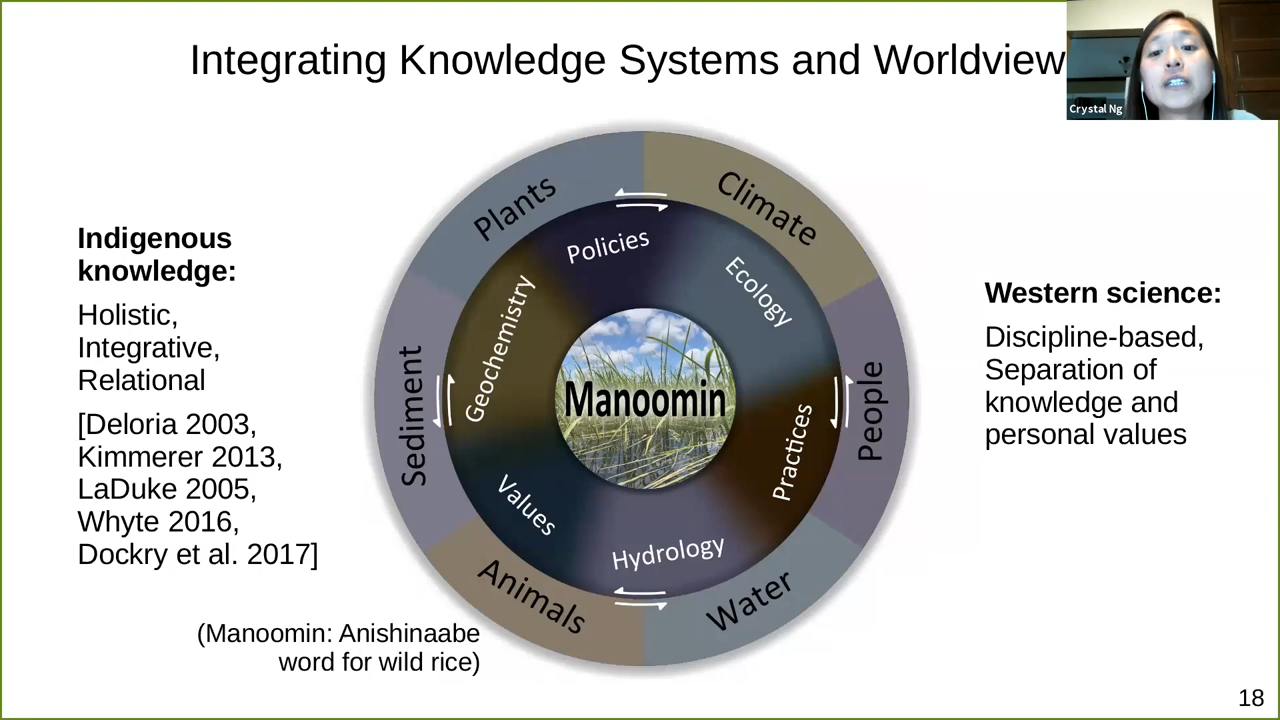 Integrating Knowledge Systems and Worldview
Crystal Ng
Indigenous
knowledge:
Holistic,
Integrative,
Relational
[Deloria 2003,
Kimmerer 2013,
LaDuke 2005,
Whyte 2016,
Dockry et al. 2017]
Plants
Climate
People
Water
Animals
Sediment
Policies
Ecology
Practices
Hydrology
Values
Geochemistry
Manoomin
(Manoomin: Anishinaabe
word for wild rice)
Western science:
Discipline-based,
Separation of
knowledge and
personal values
18